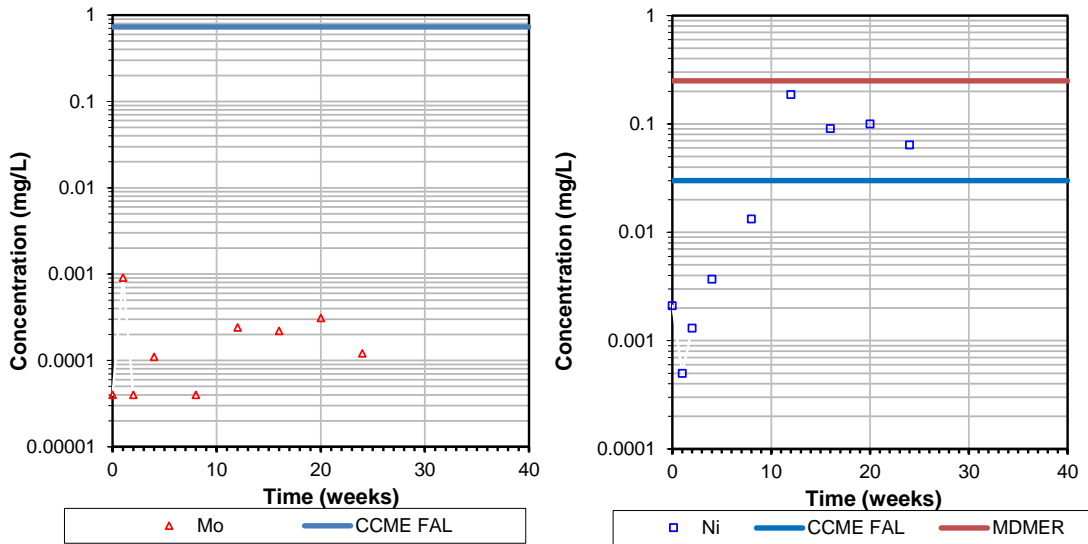 1
0.1
0.01
0.001
0.0001
0.00001
Concentration (mg/L)
0 10 20 30 40
Time (weeks)
Mo CCME FAL
1
0.1
0.01
0.001
0.0001
Concentration (mg/L)
0 10 20 30 40
Time (weeks)
Ni CCME FAL MDMER